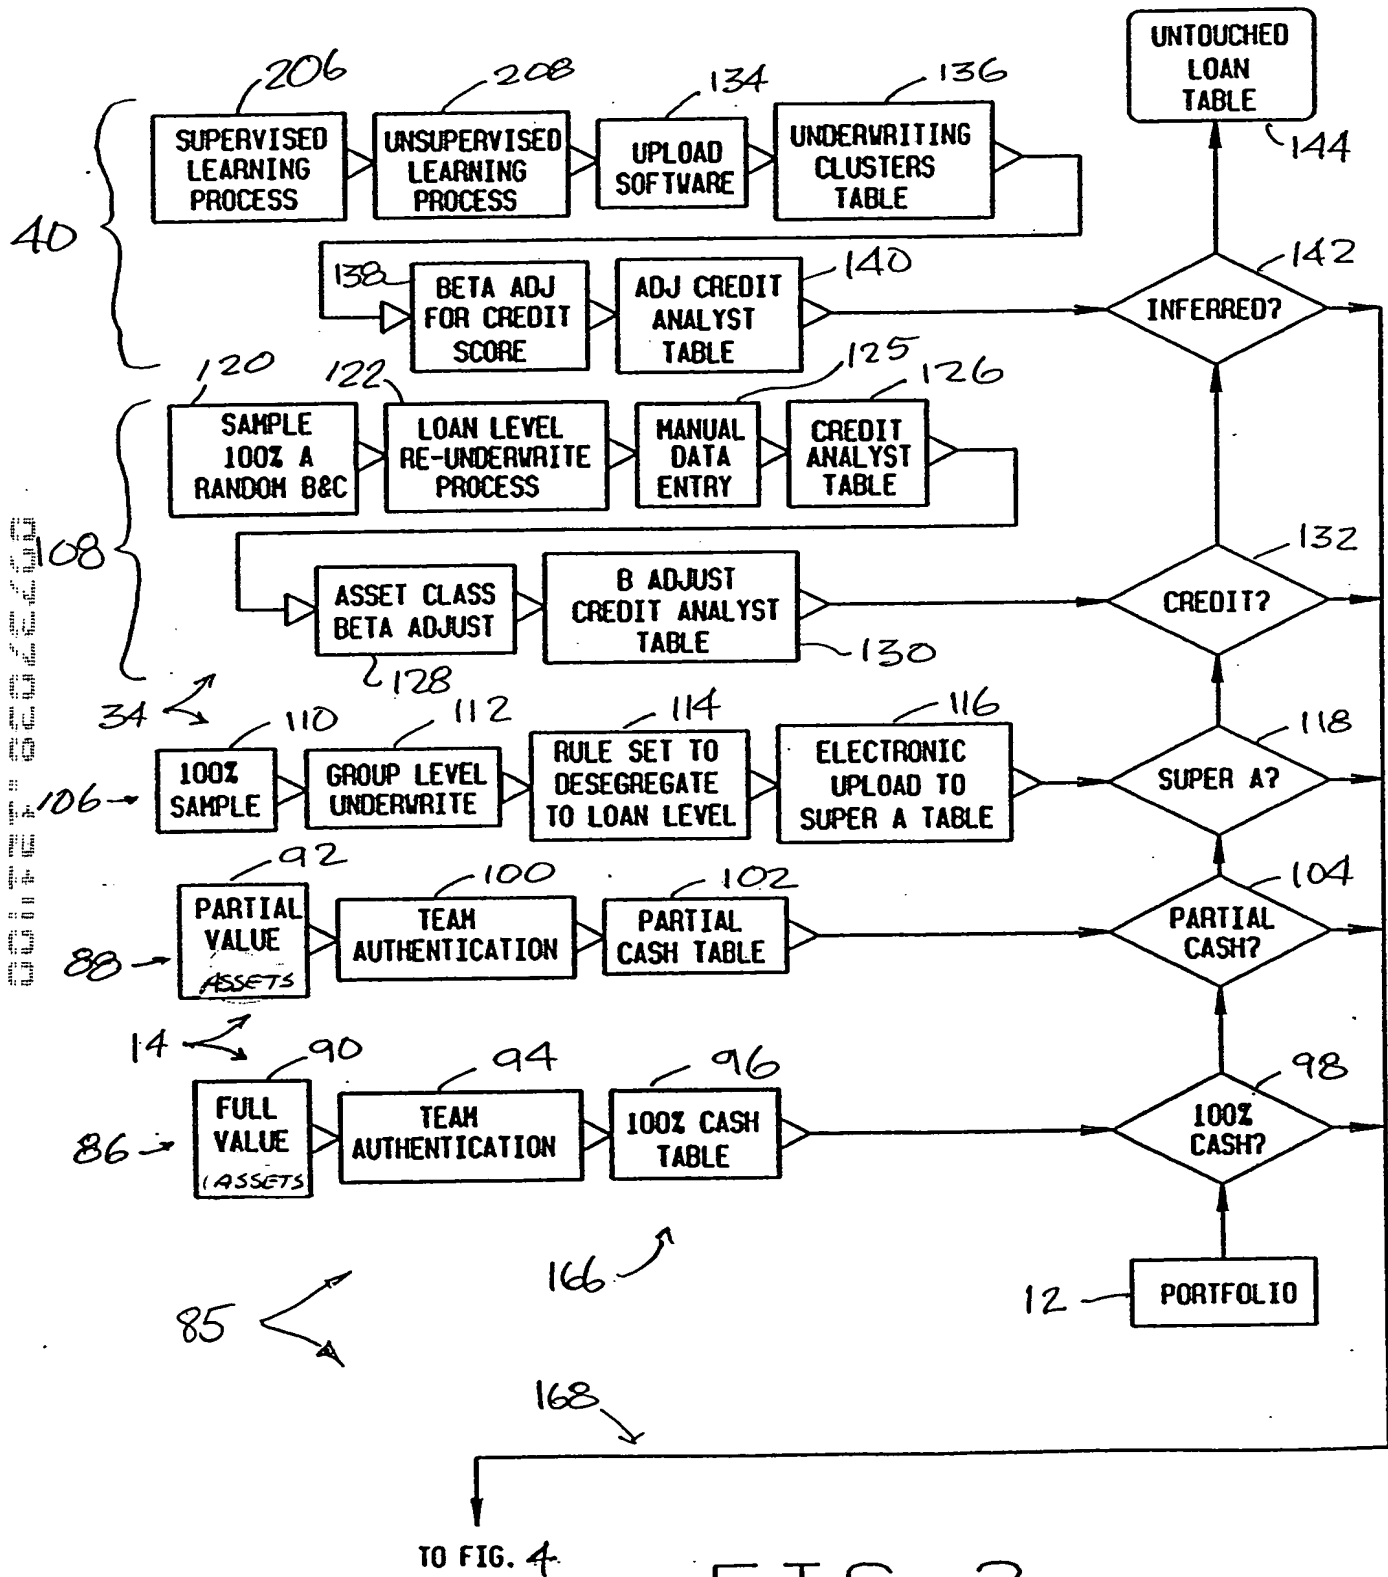 UNTOUCHED
LOAN
TABLE
144
206
208
134
136
SUPERVISED
LEARNING
PROCESS
UNSUPERVISED
LEARNING
PROCESS
UPLOAD
SOFTWARE
UNDERWRITING
CLUSTERS
TABLE
40
138
BETA ADJ
FOR CREDIT
SCORE
140
ADJ CREDIT
ANALYST
TABLE
142
INFERRED?
120
122
125
126
SAMPLE
100% A
RANDOM B&C
LOAN LEVEL
RE-UNDERWRITE
PROCESS
MANUAL
DATA
ENTRY
CREDIT
ANALYST
TABLE
108
ASSET CLASS
BETA ADJUST
128
B ADJUST
CREDIT ANALYST
TABLE
130
132
CREDIT?
34
110
112
114
116
118
106
100%
SAMPLE
GROUP LEVEL
UNDERWRITE
RULE SET TO
DESEGREGATE
TO LOAN LEVEL
ELECTRONIC
UPLOAD TO
SUPER A TABLE
SUPER A?
92
100
102
104
88
PARTIAL
VALUE
ASSETS
TEAM
AUTHENTICATION
PARTIAL
CASH TABLE
PARTIAL
CASH?
14
90
94
96
98
86
FULL
VALUE
ASSETS
TEAM
AUTHENTICATION
100% CASH
TABLE
100%
CASH?
166
12
PORTFOLIO
85
168
TO FIG. 4